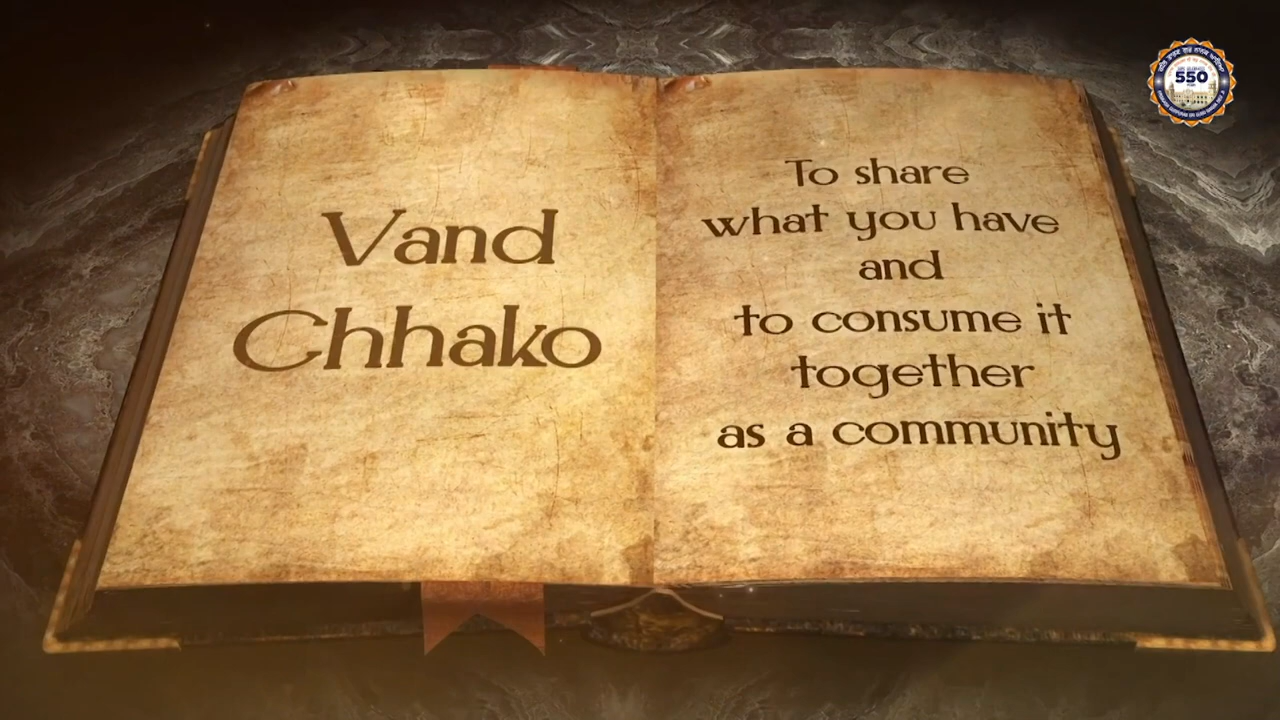 Vand
Chhako
To share
what you have
and
to consume it
together
as a community
550